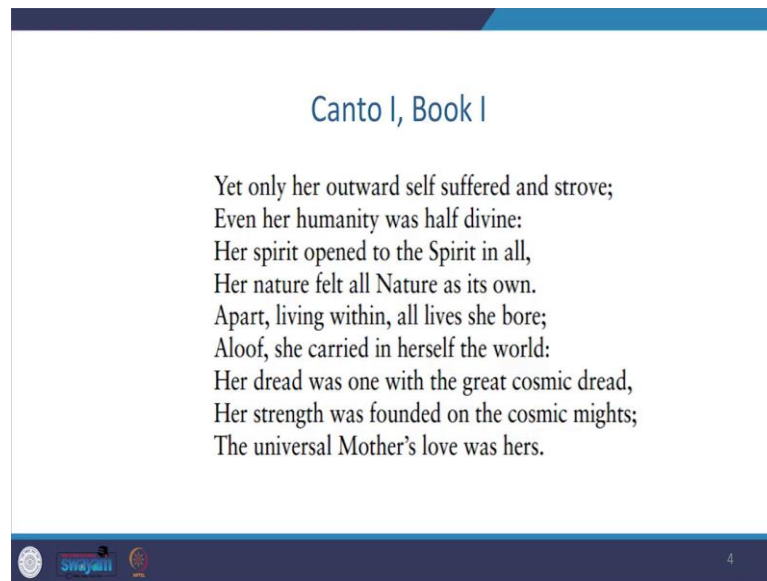 Canto I, Book I
Yet only her outward self suffered and strove;
Even her humanity was half divine:
Her spirit opened to the Spirit in all,
Her nature felt all Nature as its own.
Apart, living within, all lives she bore;
Aloof, she carried in herself the world:
Her dread was one with the great cosmic dread,
Her strength was founded on the cosmic mights;
The universal Mother's love was hers.
swayam
4